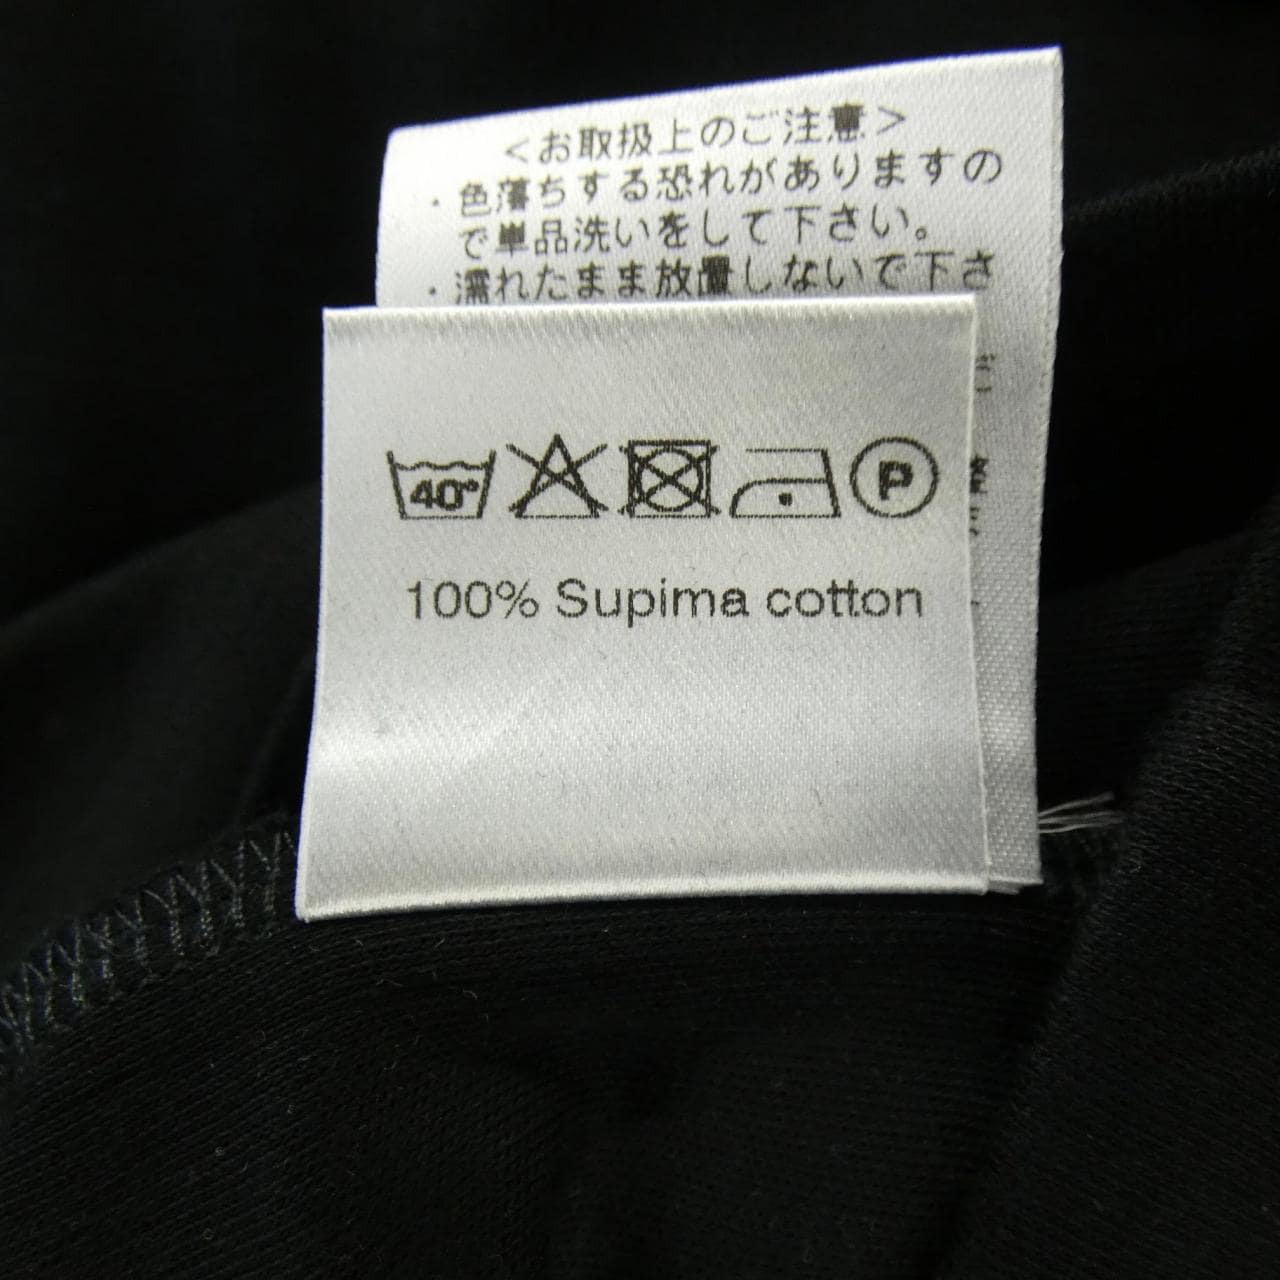 <お取扱上のご注意>
・色落ちする恐れがありますの
で単品洗いをして下さい。
・濡れたまま放置しないで下さ
40°
P
100% Supima cotton